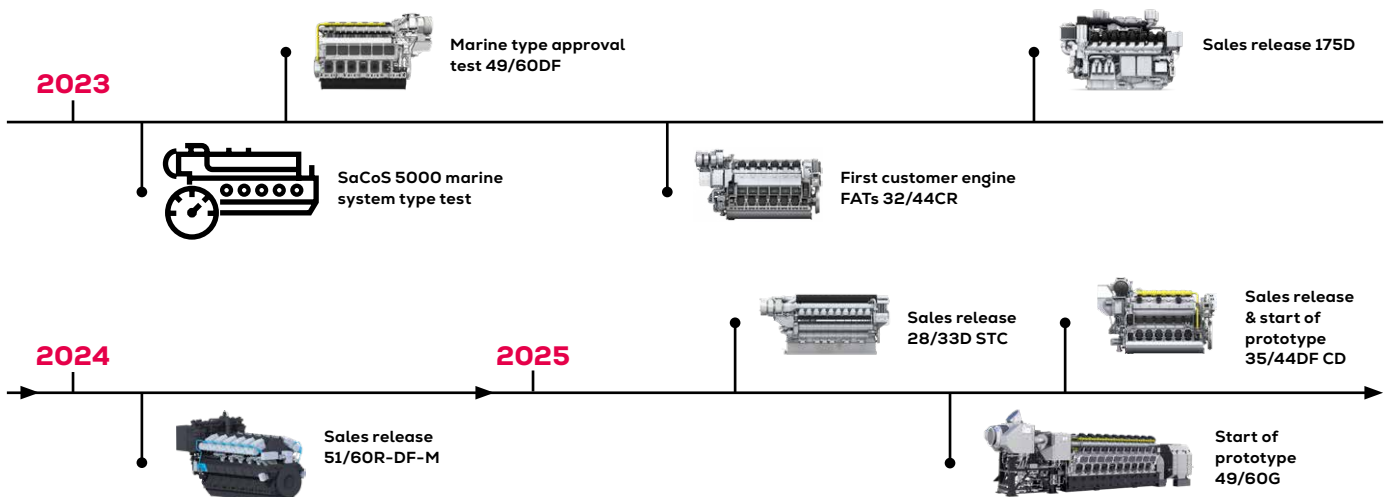 2023
Marine type approval
test 49/60DF
Sales release 175D
SaCoS 5000 marine
system type test
First customer engine
FATs 32/44CR
2024
2025
Sales release
28/33D STC
Sales release
& start of
prototype
35/44DF CD
Sales release
51/60R-DF-M
Start of
prototype
49/60G